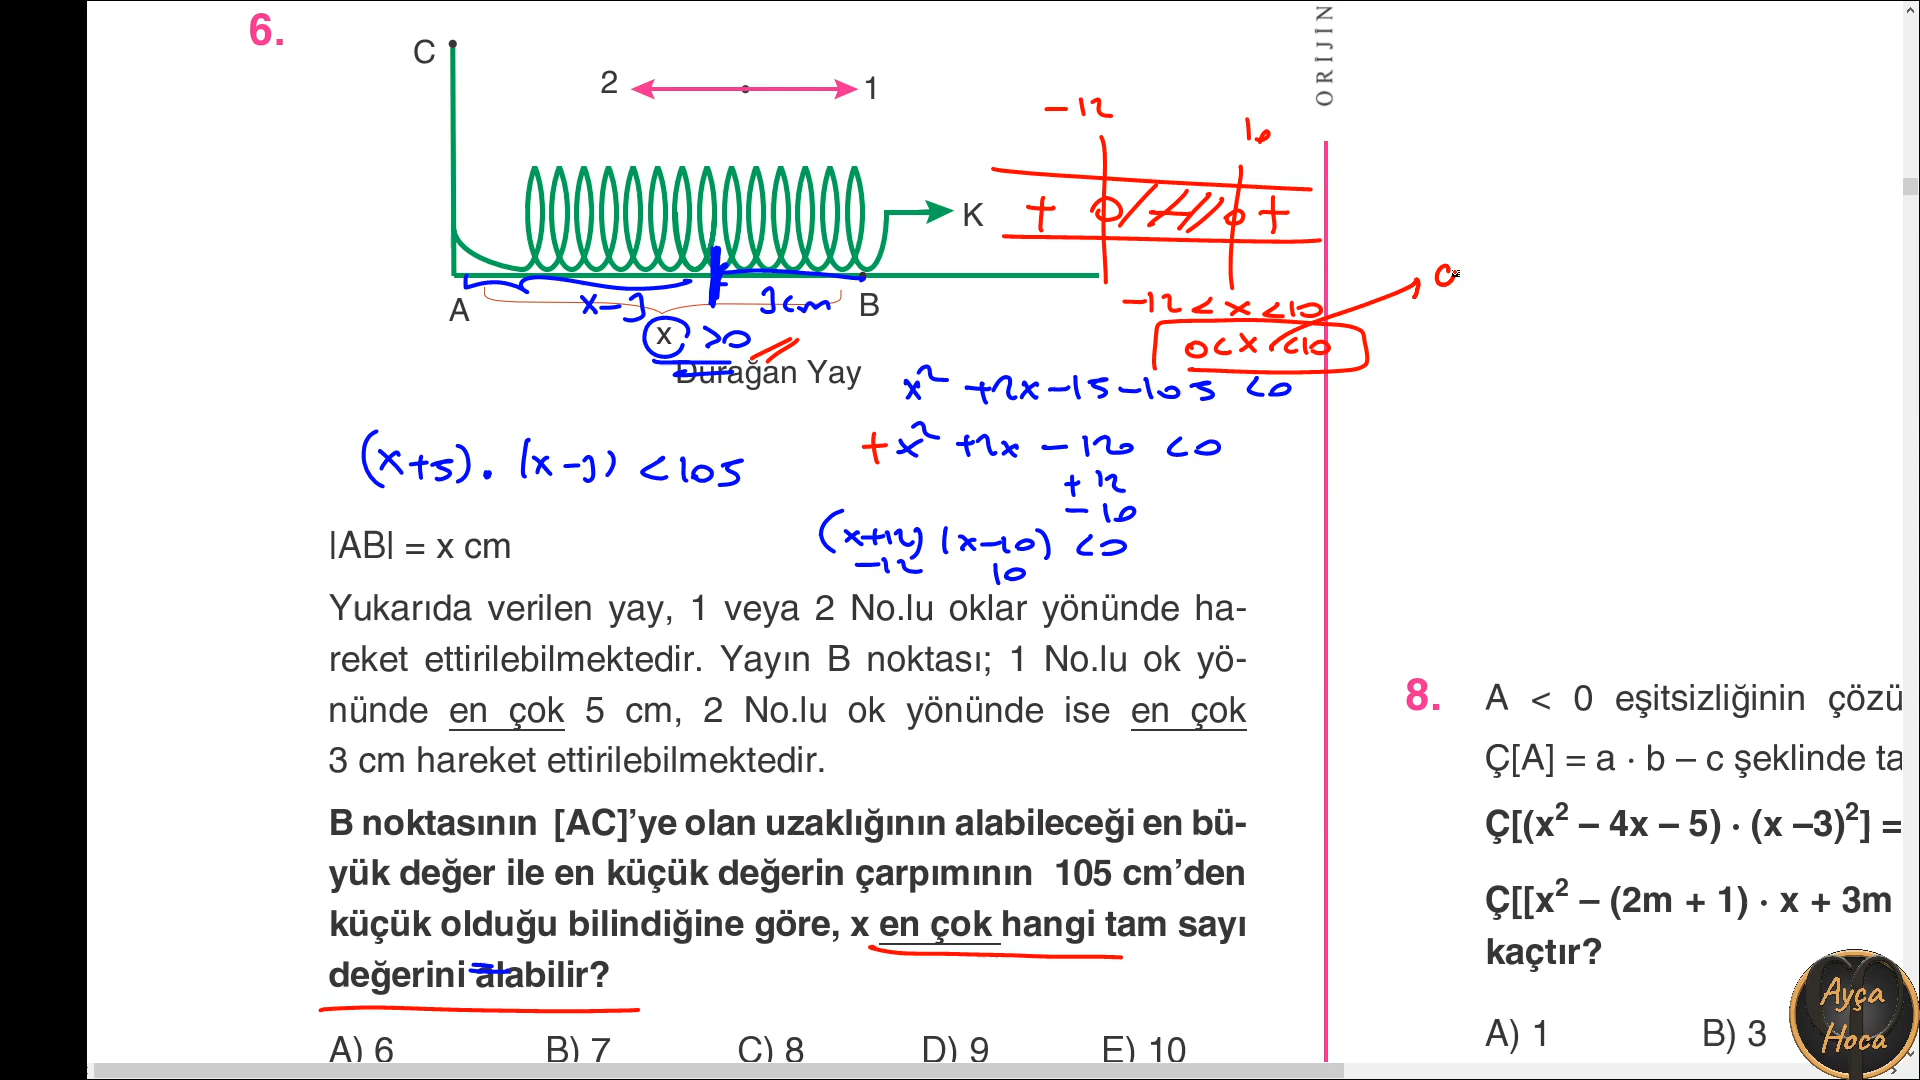 6.
C
2
1
K
A
B
x
x-3
3cm
>0
Durağan Yay
ORİJİN
-12
10
+
+
-12 < x < 10
0 < x < 10
x² +2x-15-105 <0
+x² +2x -120 <0
+12
-10
(x+12) (x-10) <0
-12
10
(x+5).(x-3) <105
|AB| = x cm
Yukarıda verilen yay, 1 veya 2 No.lu oklar yönünde ha-
reket ettirilebilmektedir. Yayın B noktası; 1 No.lu ok yö-
nünde en çok 5 cm, 2 No.lu ok yönünde ise en çok
3 cm hareket ettirilebilmektedir.
B noktasının [AC]’ye olan uzaklığının alabileceği en bü-
yük değer ile en küçük değerin çarpımının 105 cm’den
küçük olduğu bilindiğine göre, x en çok hangi tam sayı
değerini alabilir?
A) 6 B) 7 C) 8 D) 9 E) 10
8.
A < 0 eşitsizliğinin çözü
Ç[A] = a · b – c şeklinde ta
Ç[(x² – 4x – 5) · (x –3)²] =
Ç[[x² – (2m + 1) · x + 3m
kaçtır?
A) 1 B) 3
Ayça
Hoca